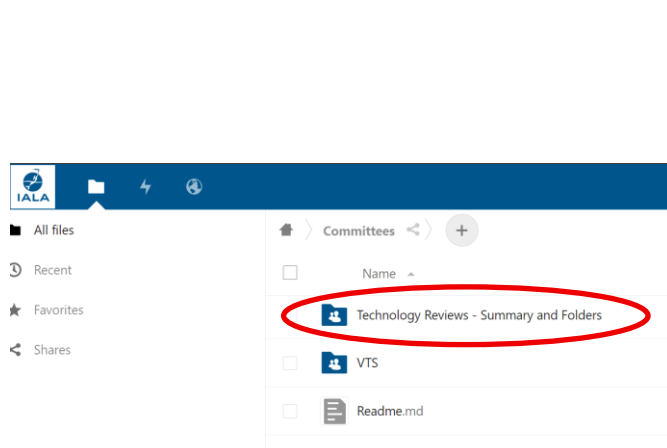 IALA
All files
Recent
Favorites
Shares
Committees
Name
Technology Reviews - Summary and Folders
VTS
Readme.md